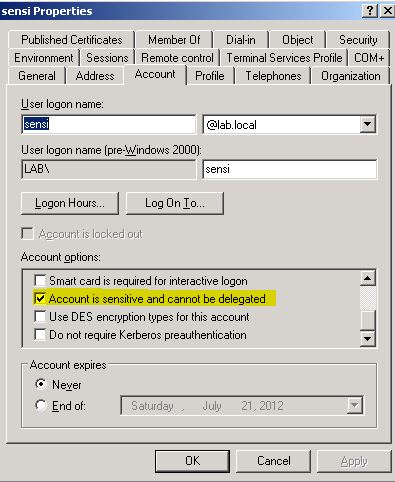 sensi Properties
Published Certificates Member Of Dial-in Object Security
Environment Sessions Remote control Terminal Services Profile COM+
General Address Account Profile Telephones Organization
User logon name:
sensi @lab.local
User logon name (pre-Windows 2000):
LAB\ sensi
Logon Hours... Log On To...
Account is locked out
Account options:
Smart card is required for interactive logon
Account is sensitive and cannot be delegated
Use DES encryption types for this account
Do not require Kerberos preauthentication
Account expires
Never
End of: Saturday , July 21, 2012
OK Cancel Apply